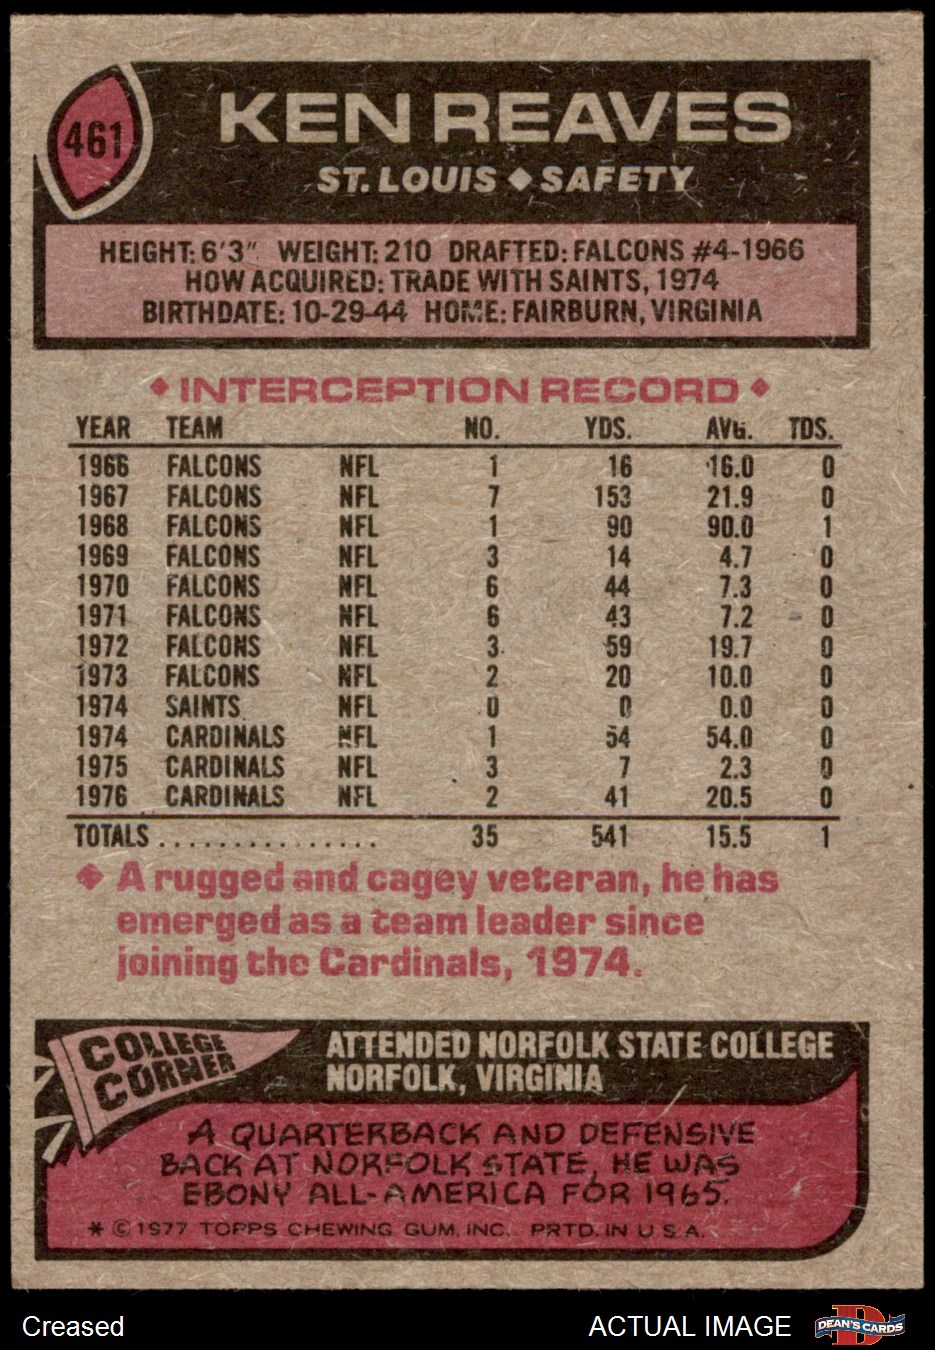 461
KEN REAVES
ST. LOUIS ◆ SAFETY
HEIGHT: 6'3" WEIGHT: 210 DRAFTED: FALCONS #4-1966
HOW ACQUIRED: TRADE WITH SAINTS, 1974
BIRTHDATE: 10-29-44 HOME: FAIRBURN, VIRGINIA
◆ INTERCEPTION RECORD ◆
YEAR TEAM NO. YDS. AVG. TDS.
1966 FALCONS NFL 1 16 16.0 0
1967 FALCONS NFL 7 153 21.9 0
1968 FALCONS NFL 1 90 90.0 1
1969 FALCONS NFL 3 14 4.7 0
1970 FALCONS NFL 6 44 7.3 0
1971 FALCONS NFL 6 43 7.2 0
1972 FALCONS NFL 3 59 19.7 0
1973 FALCONS NFL 2 20 10.0 0
1974 SAINTS NFL 0 0 0.0 0
1974 CARDINALS NFL 1 54 54.0 0
1975 CARDINALS NFL 3 7 2.3 0
1976 CARDINALS NFL 2 41 20.5 0
TOTALS ............... 35 541 15.5 1
◆ A rugged and cagey veteran, he has
emerged as a team leader since
joining the Cardinals, 1974.
COLLEGE
CORNER
ATTENDED NORFOLK STATE COLLEGE
NORFOLK, VIRGINIA
A QUARTERBACK AND DEFENSIVE
BACK AT NORFOLK STATE, HE WAS
EBONY ALL-AMERICA FOR 1965.
* © 1977 TOPPS CHEWING GUM, INC. PRTD. IN U.S.A.
Creased
ACTUAL IMAGE
D
DEAN'S CARDS